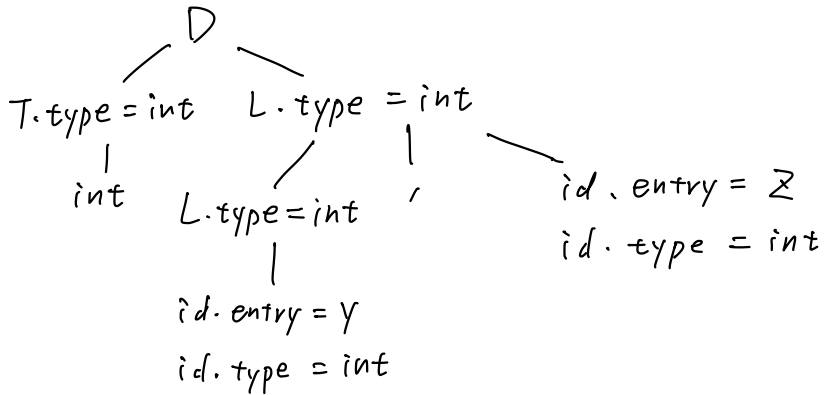 D
T.type = int
L.type = int
int
L.type = int
,
id.entry = Z
id.type = int
id.entry = y
id.type = int